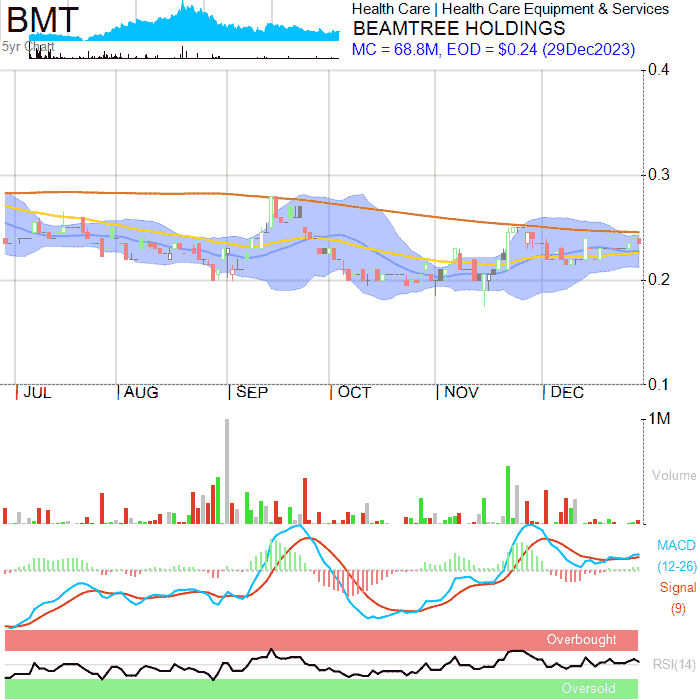 BMT
5yr Chart
Health Care | Health Care Equipment & Services
BEAMTREE HOLDINGS
MC = 68.8M, EOD = $0.24 (29Dec2023)
0.4
0.3
0.2
0.1
JUL AUG SEP OCT NOV DEC
1M
Volume
MACD
(12-26)
Signal
(9)
Overbought
RSI(14)
Oversold